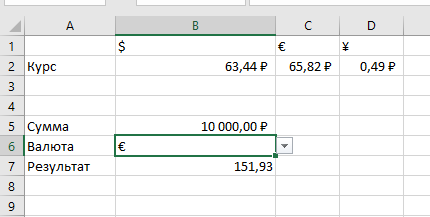 A B C D
1 $ € ¥
2 Курс 63,44 ₽ 65,82 ₽ 0,49 ₽
3
4
5 Сумма 10 000,00 ₽
6 Валюта €
7 Результат 151,93
8
9